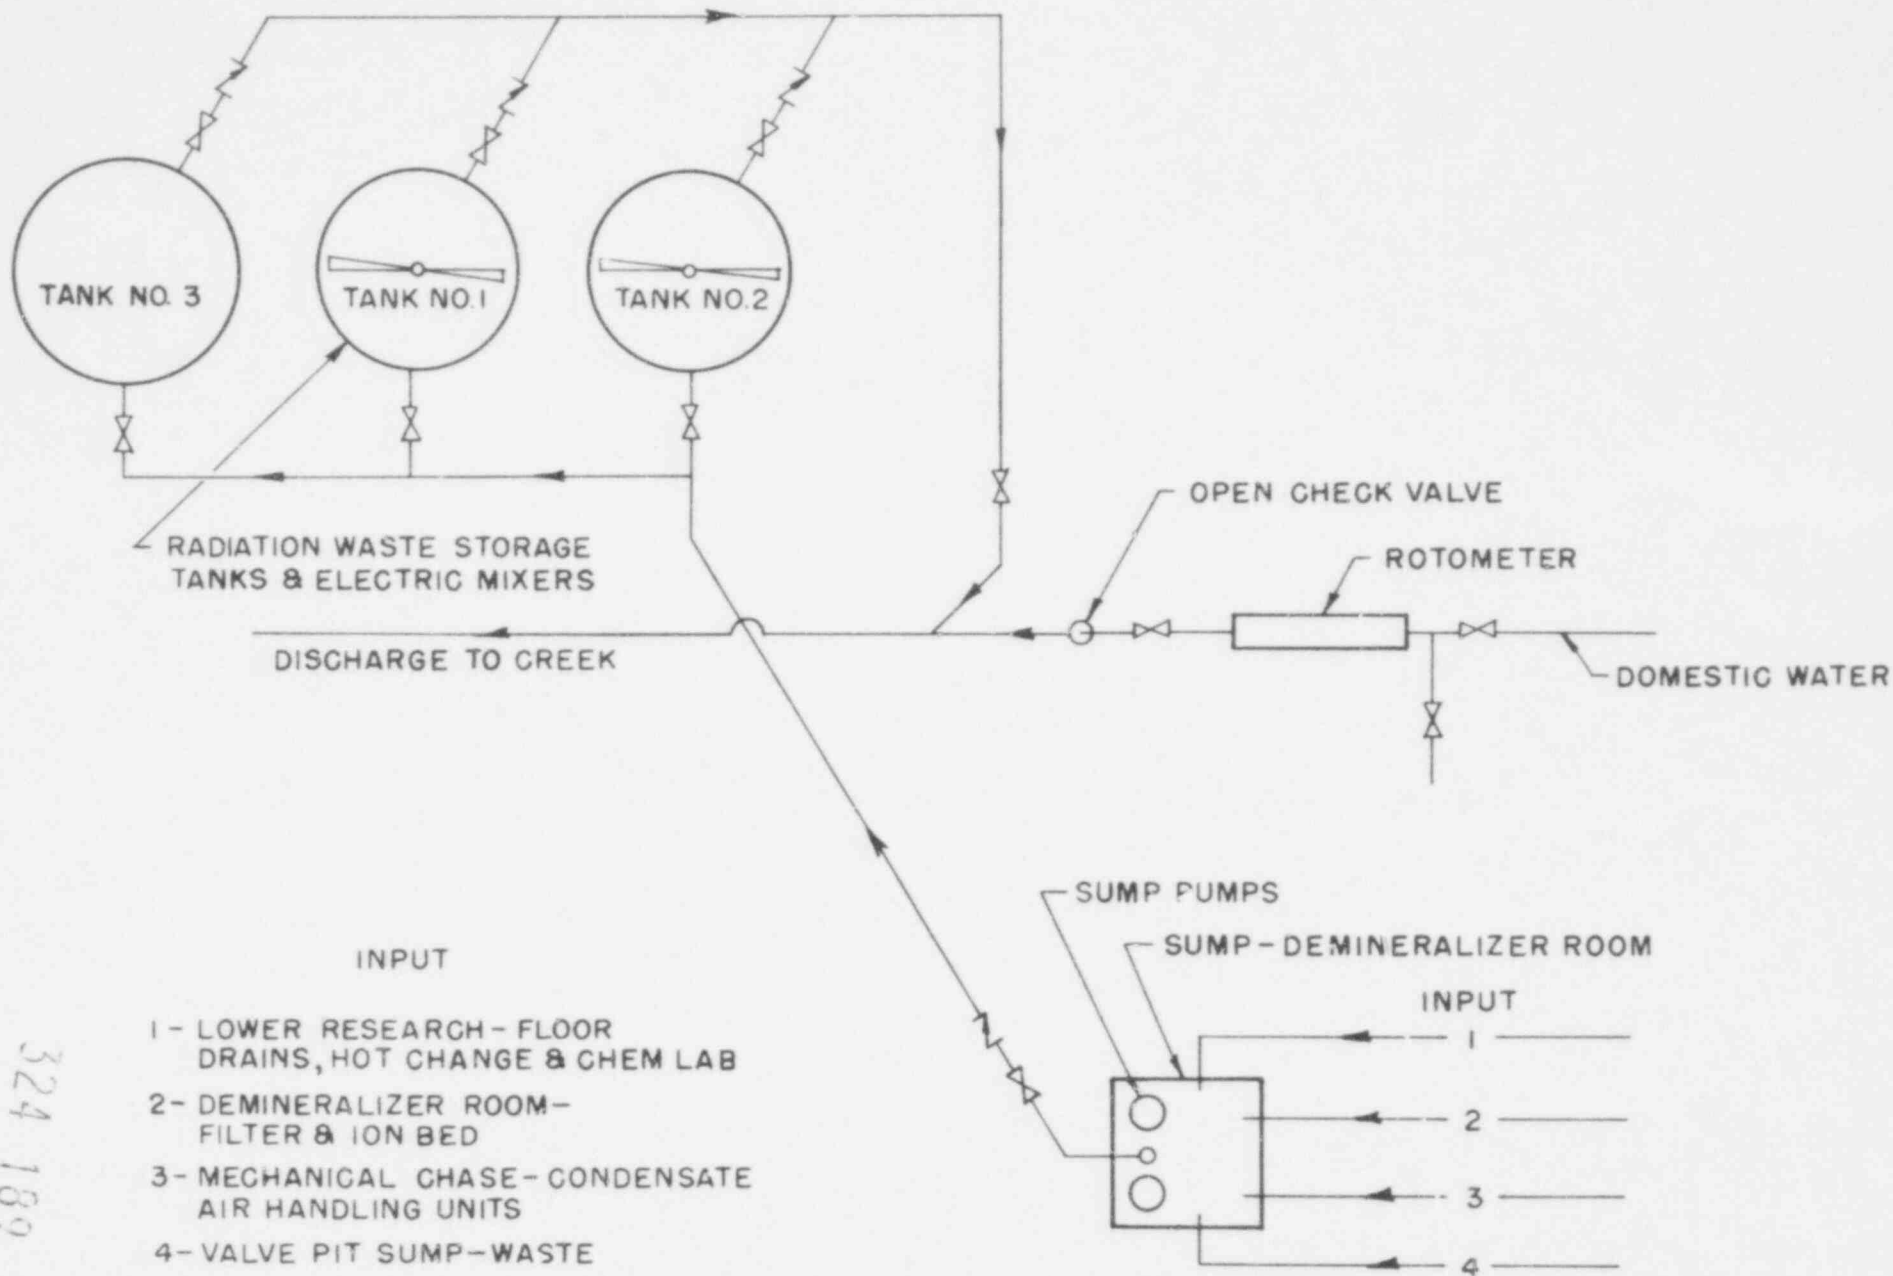 TANK NO. 3
TANK NO.1
TANK NO.2
RADIATION WASTE STORAGE
TANKS & ELECTRIC MIXERS
OPEN CHECK VALVE
ROTOMETER
DISCHARGE TO CREEK
DOMESTIC WATER
SUMP PUMPS
SUMP-DEMINERALIZER ROOM
INPUT
1
2
3
4
INPUT
1- LOWER RESEARCH-FLOOR
DRAINS, HOT CHANGE & CHEM LAB
2- DEMINERALIZER ROOM-
FILTER & ION BED
3- MECHANICAL CHASE-CONDENSATE
AIR HANDLING UNITS
4- VALVE PIT SUMP-WASTE
324 189